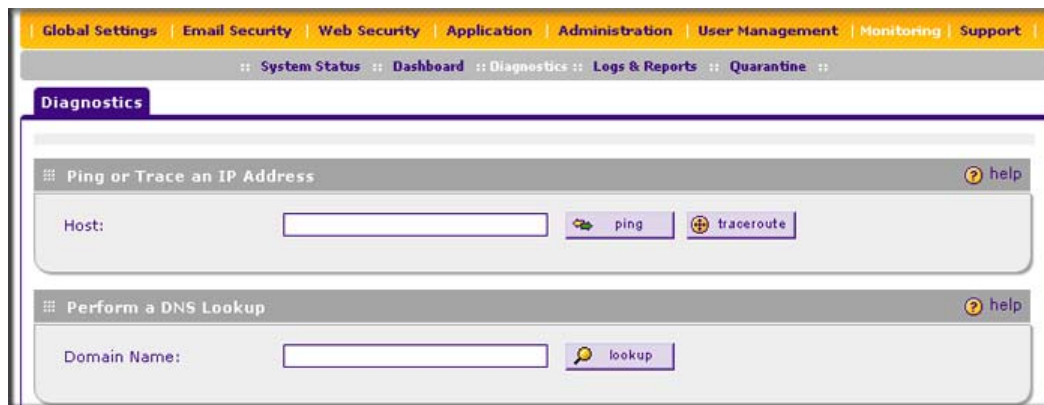 | Global Settings | Email Security | Web Security | Application | Administration | User Management | Monitoring | Support |
:: System Status :: Dashboard :: Diagnostics :: Logs & Reports :: Quarantine ::
Diagnostics
Ping or Trace an IP Address ? help
Host: ping traceroute
Perform a DNS Lookup ? help
Domain Name: lookup